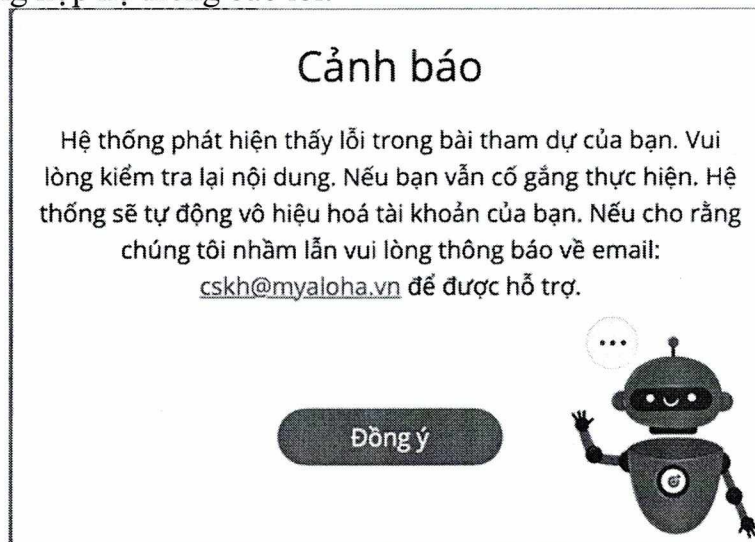 Cảnh báo
Hệ thống phát hiện thấy lỗi trong bài tham dự của bạn. Vui
lòng kiểm tra lại nội dung. Nếu bạn vẫn cố gắng thực hiện. Hệ
thống sẽ tự động vô hiệu hoá tài khoản của bạn. Nếu cho rằng
chúng tôi nhầm lẫn vui lòng thông báo về email:
cskh@myaloha.vn để được hỗ trợ.
Đồng ý